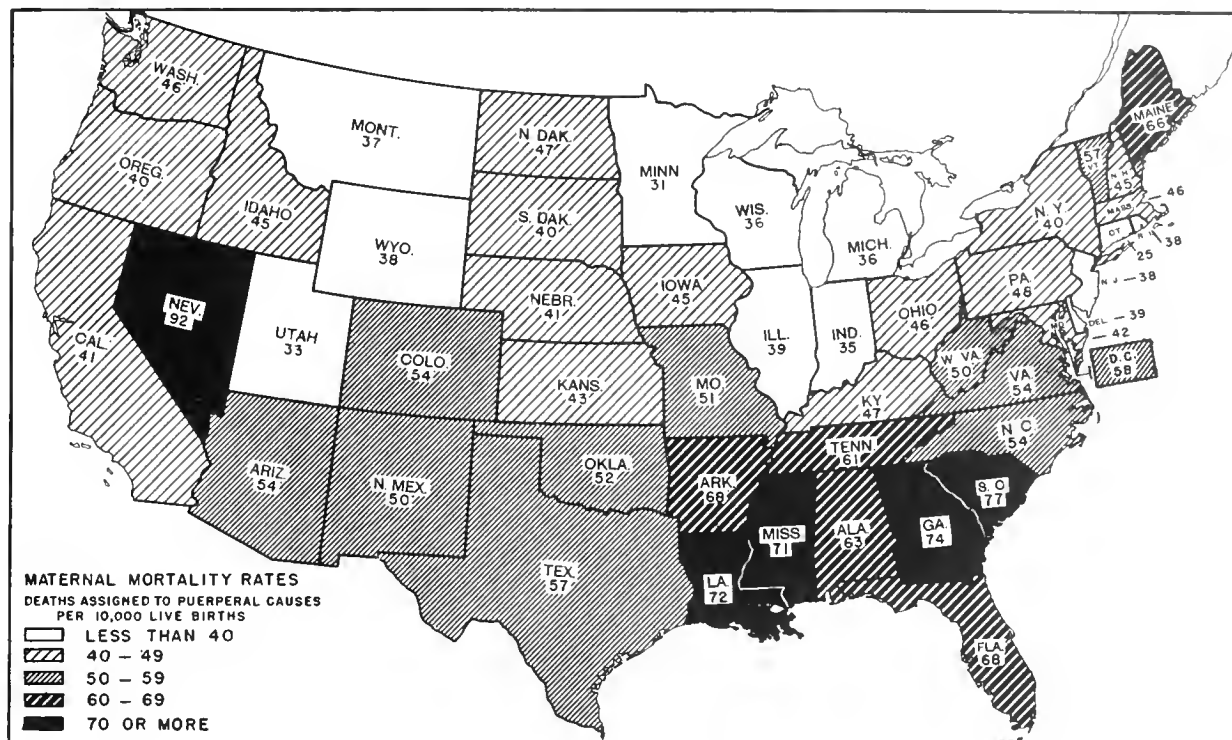 WASH.
46
OREG.
40
CAL.
41
NEV.
92
IDAHO
45
MONT.
37
WYO.
38
UTAH
33
COLO.
54
ARIZ
54
N. MEX.
50
N DAK.
47
S. DAK.
40
NEBR.
41
KANS.
43
OKLA.
52
TEX.
57
MINN
31
IOWA
45
MO.
51
ARK.
68
LA.
72
WIS.
36
ILL.
39
MICH.
36
IND.
35
OHIO
46
KY
47
TENN.
61
MISS
71
ALA.
63
GA.
74
FLA.
68
S. C
77
N C.
54
VA.
54
W VA.
50
PA.
48
N. Y
40
57
VT.
N H.
45
MAINE
66
MASS.
46
R I
38
CT
25
N J — 38
DEL — 39
MD.
42
D. C.
58
MATERNAL MORTALITY RATES
DEATHS ASSIGNED TO PUERPERAL CAUSES
PER 10,000 LIVE BIRTHS
LESS THAN 40
40 – 49
50 – 59
60 – 69
70 OR MORE